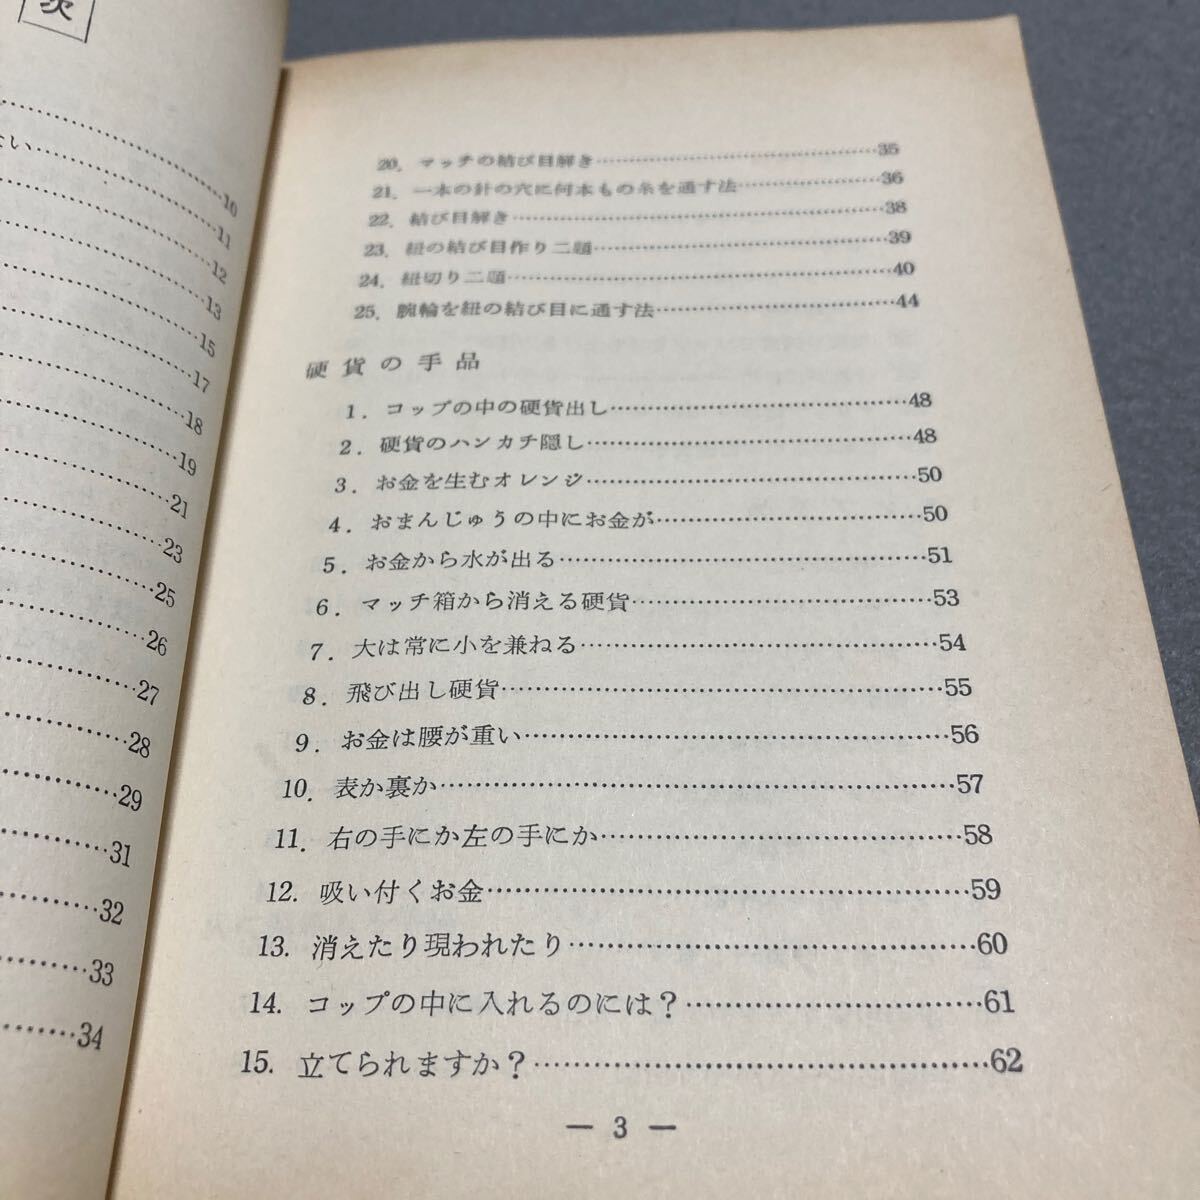 次
ない
10
11
12
13
15
17
18
19
21
23
25
26
27
28
29
31
32
33
34
20. マッチの結び目解き…………35
21. 一本の針の穴に何本もの糸を通す法…………36
22. 結び目解き…………38
23. 紐の結び目作り二題…………39
24. 紐切り二題…………40
25. 腕輪を紐の結び目に通す法…………44
硬貨の手品
1. コップの中の硬貨出し…………48
2. 硬貨のハンカチ隠し…………48
3. お金を生むオレンジ…………50
4. おまんじゅうの中にお金が…………50
5. お金から水が出る…………51
6. マッチ箱から消える硬貨…………53
7. 大は常に小を兼ねる…………54
8. 飛び出し硬貨…………55
9. お金は腰が重い…………56
10. 表か裏か…………57
11. 右の手にか左の手にか…………58
12. 吸い付くお金…………59
13. 消えたり現われたり…………60
14. コップの中に入れるのには?…………61
15. 立てられますか?…………62
— 3 —